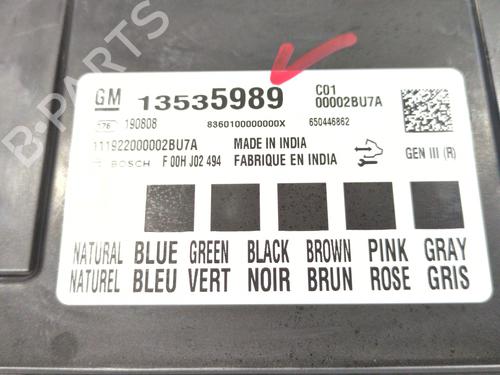 B-PARTS
GM 13535989 C01
00002BU7A
176 190808 8360100000000X 650446862
111922000002BU7A MADE IN INDIA
BOSCH F 00H J02 494 FABRIQUE EN INDIA GEN III (R)
NATURAL BLUE GREEN BLACK BROWN PINK GRAY
NATUREL BLEU VERT NOIR BRUN ROSE GRIS